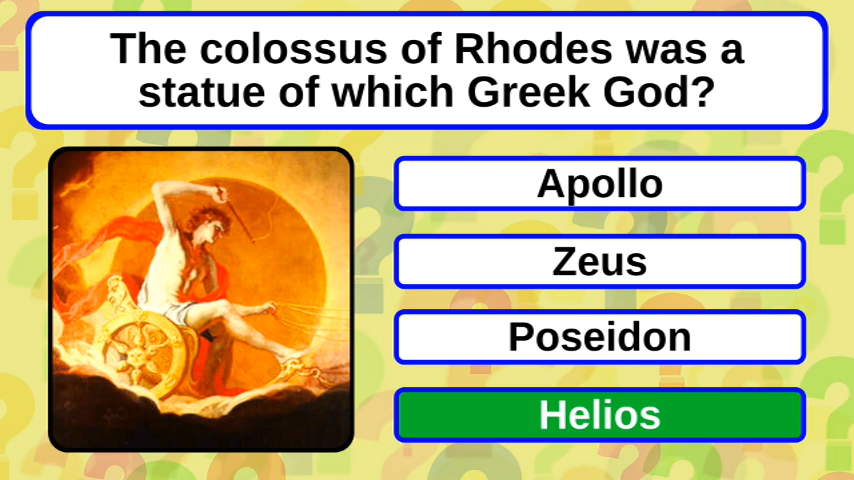 The colossus of Rhodes was a
statue of which Greek God?
Apollo
Zeus
Poseidon
Helios